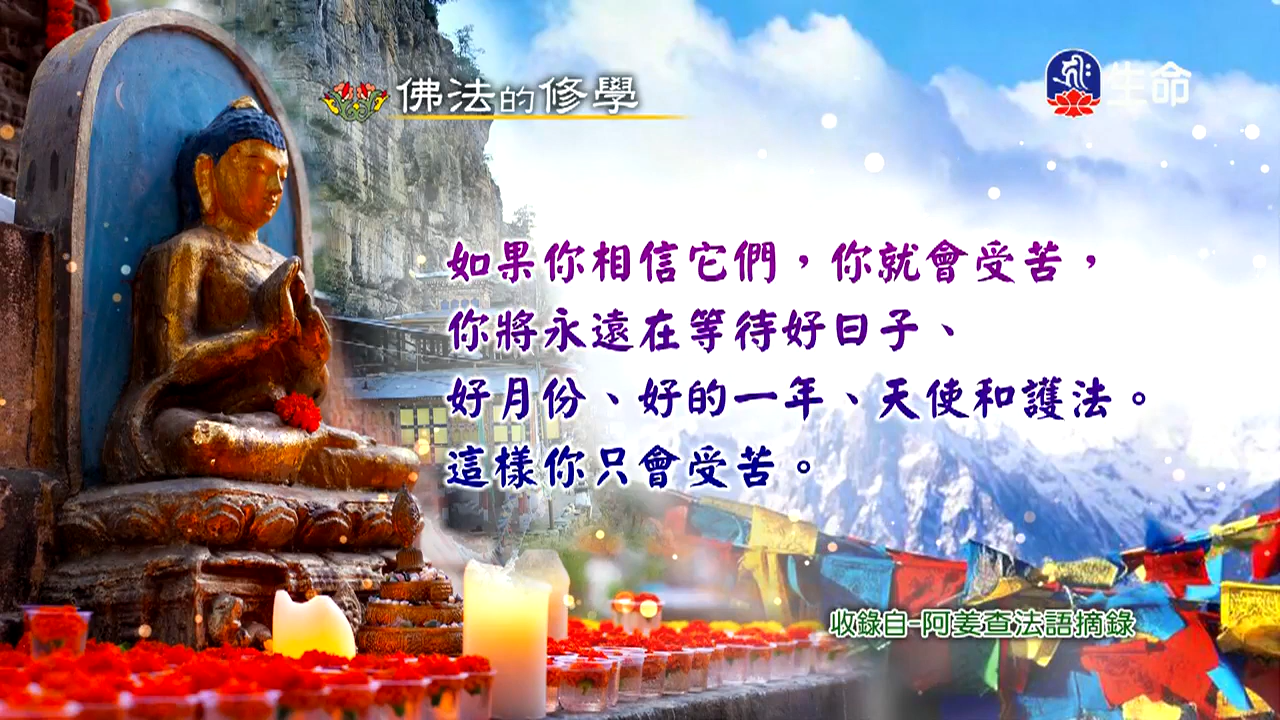 佛法的修學
生命
如果你相信它們，你就會受苦，
你將永遠在等待好日子、
好月份、好的一年、天使和護法。
這樣你只會受苦。
收錄自-阿姜查法語摘錄